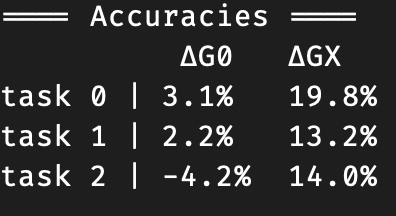 ════ Accuracies ════
ΔG0 ΔGX
task 0 | 3.1% 19.8%
task 1 | 2.2% 13.2%
task 2 | -4.2% 14.0%